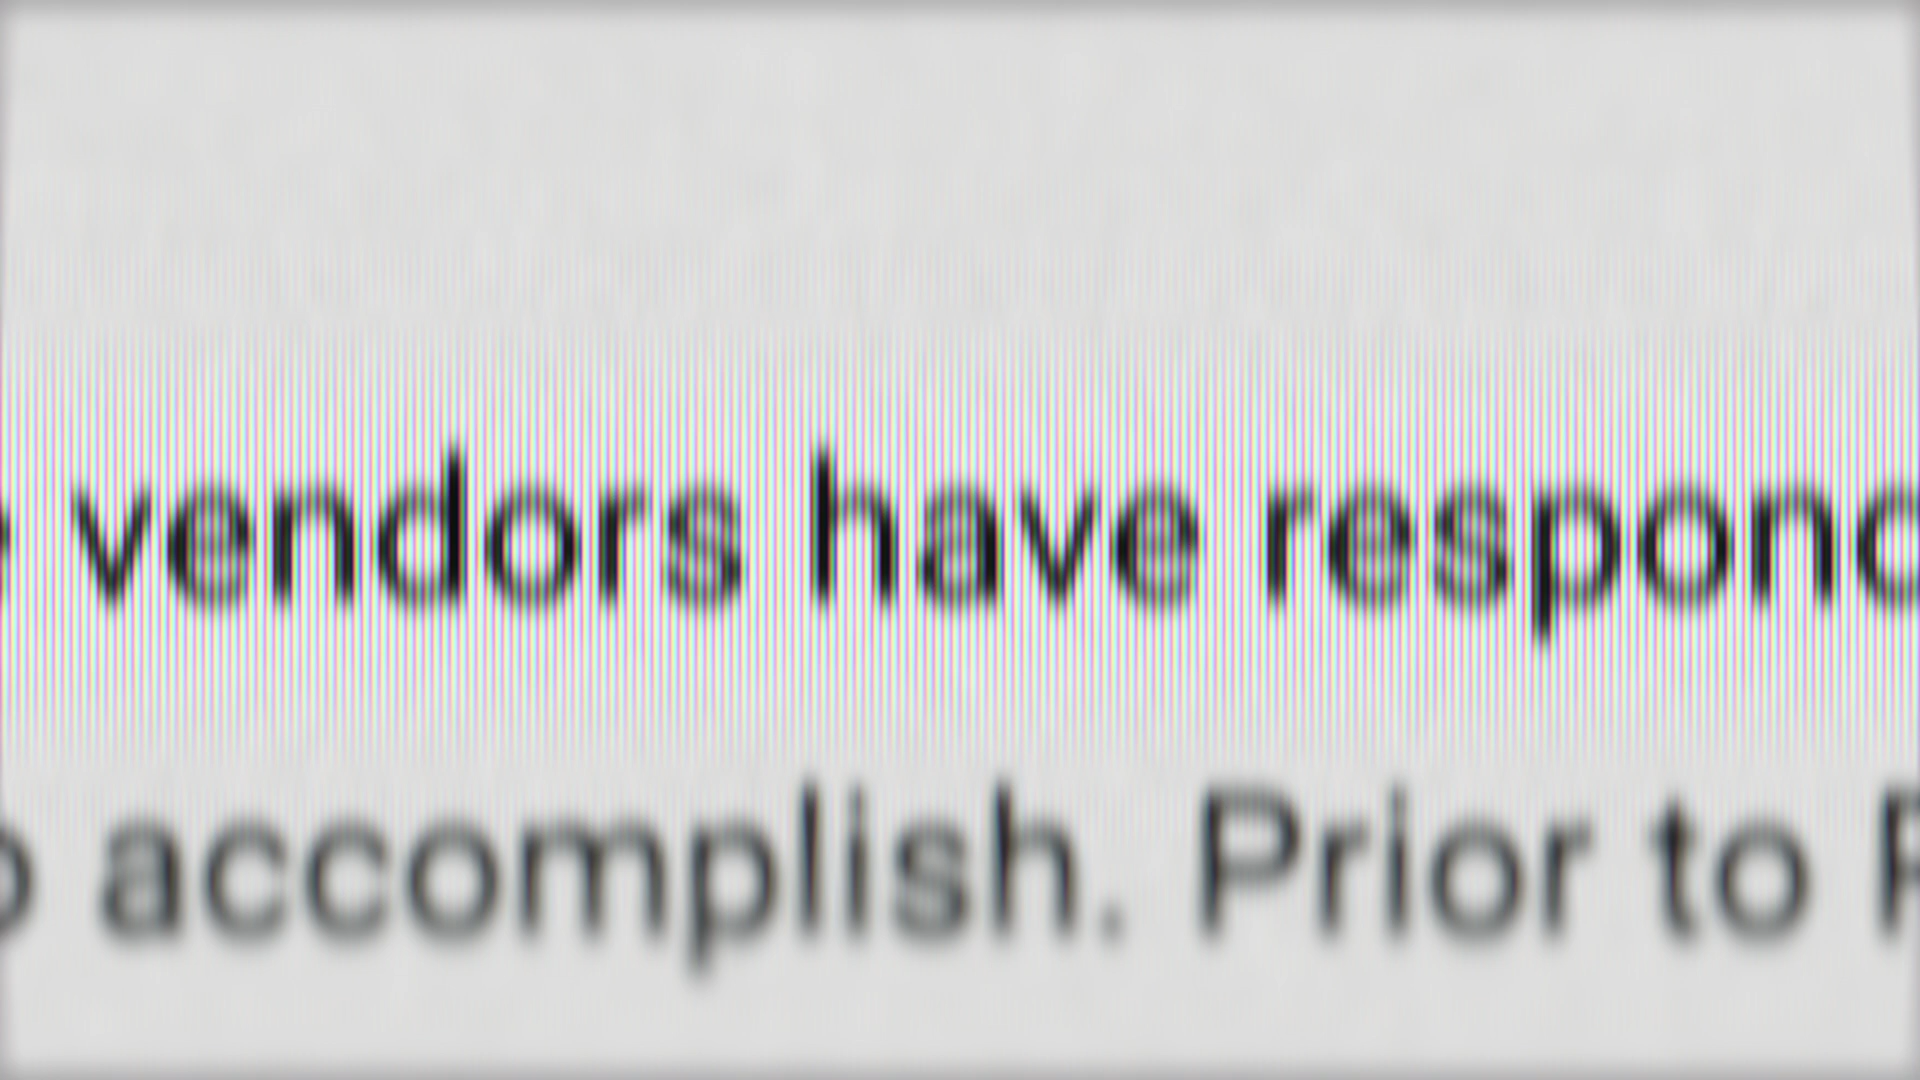 vendors have respond
accomplish. Prior to